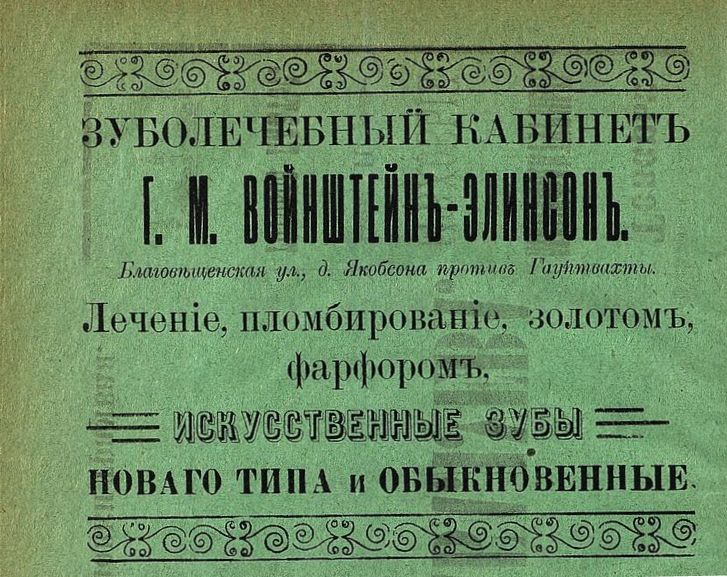 ЗУБОЛЕЧЕБНЫЙ КАБИНЕТЪ
Г. М. ВОЙНШТЕЙНЪ-ЭЛИНСОНЪ.
Благовѣщенская ул., д. Якобсона противъ Гауптвахты.
Леченіе, пломбированіе, золотомъ,
фарфоромъ,
ИСКУССТВЕННЫЕ ЗУБЫ
НОВАГО ТИПА и ОБЫКНОВЕННЫЕ.